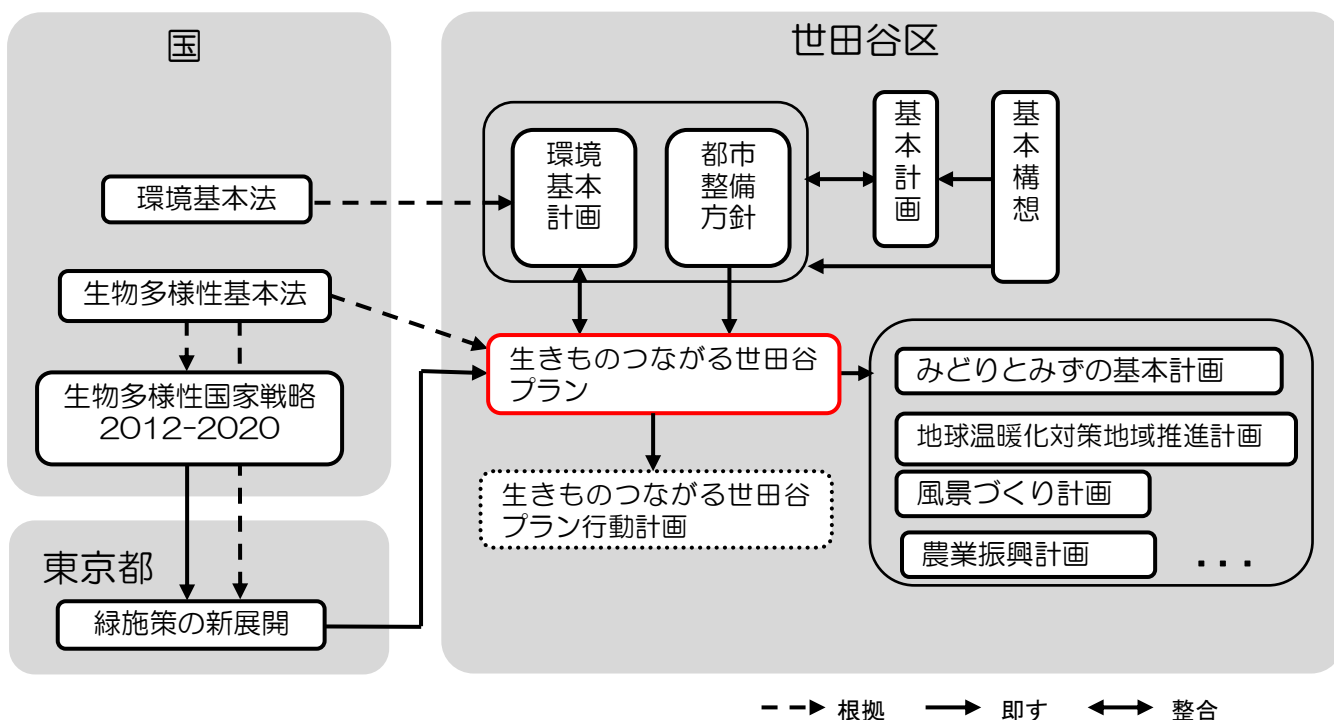 国
環境基本法
生物多様性基本法
生物多様性国家戦略
2012-2020
東京都
緑施策の新展開
世田谷区
環境
基本
計画
都市
整備
方針
基本計画
基本構想
生きものつながる世田谷
プラン
生きものつながる世田谷
プラン行動計画
みどりとみずの基本計画
地球温暖化対策地域推進計画
風景づくり計画
農業振興計画
・・・
根拠
即す
整合